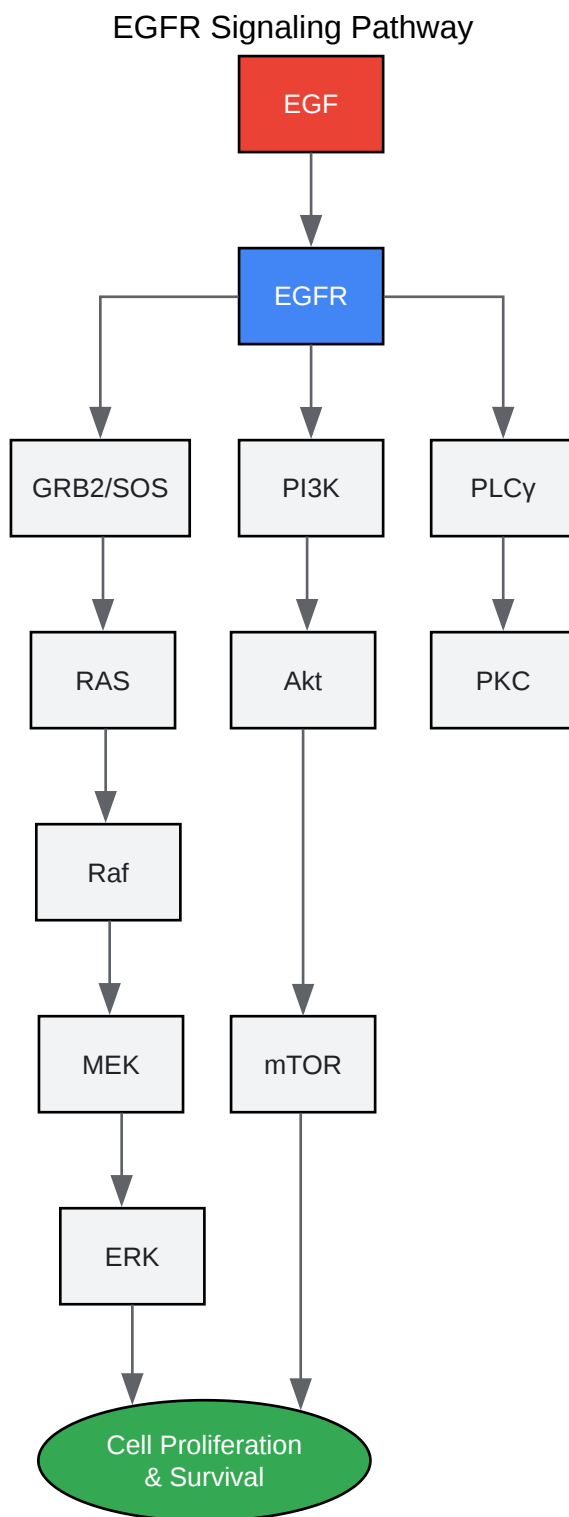 EGFR Signaling Pathway
EGF
EGFR
GRB2/SOS
PI3K
PLCγ
RAS
Akt
PKC
Raf
MEK
mTOR
ERK
Cell Proliferation
& Survival